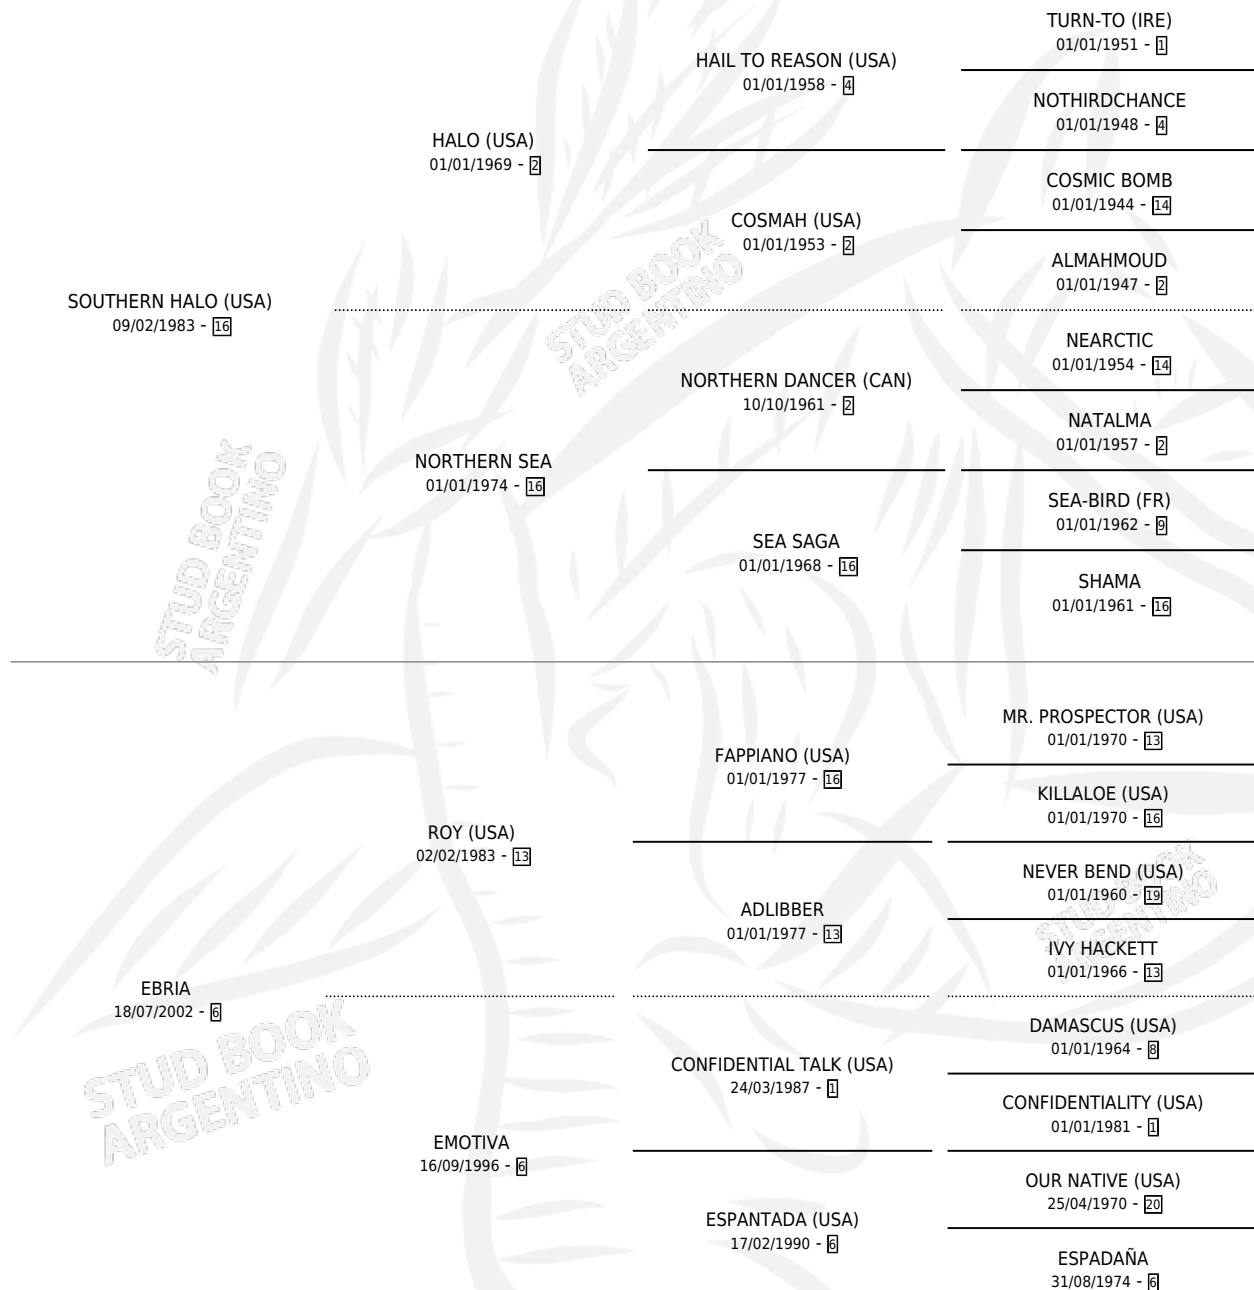 TURN-TO (IRE)
01/01/1951 - 1
HAIL TO REASON (USA)
01/01/1958 - 4
NOTHIRDCHANCE
01/01/1948 - 4
HALO (USA)
01/01/1969 - 2
COSMIC BOMB
01/01/1944 - 14
COSMAH (USA)
01/01/1953 - 2
ALMAHMOUD
01/01/1947 - 2
SOUTHERN HALO (USA)
09/02/1983 - 16
NEARCTIC
01/01/1954 - 14
NORTHERN DANCER (CAN)
10/10/1961 - 2
NATALMA
01/01/1957 - 2
NORTHERN SEA
01/01/1974 - 16
SEA-BIRD (FR)
01/01/1962 - 9
SEA SAGA
01/01/1968 - 16
SHAMA
01/01/1961 - 16
MR. PROSPECTOR (USA)
01/01/1970 - 13
FAPPIANO (USA)
01/01/1977 - 16
KILLALOE (USA)
01/01/1970 - 16
ROY (USA)
02/02/1983 - 13
NEVER BEND (USA)
01/01/1960 - 19
ADLIBBER
01/01/1977 - 13
IVY HACKETT
01/01/1966 - 13
EBRIA
18/07/2002 - 6
DAMASCUS (USA)
01/01/1964 - 8
CONFIDENTIAL TALK (USA)
24/03/1987 - 1
CONFIDENTIALITY (USA)
01/01/1981 - 1
EMOTIVA
16/09/1996 - 6
OUR NATIVE (USA)
25/04/1970 - 20
ESPANTADA (USA)
17/02/1990 - 6
ESPADAÑA
31/08/1974 - 6
STUD BOOK
ARGENTINO
STUD BOOK
ARGENTINO
STUD BOOK
ARGENTINO
STUD BOOK
ARGENTINO